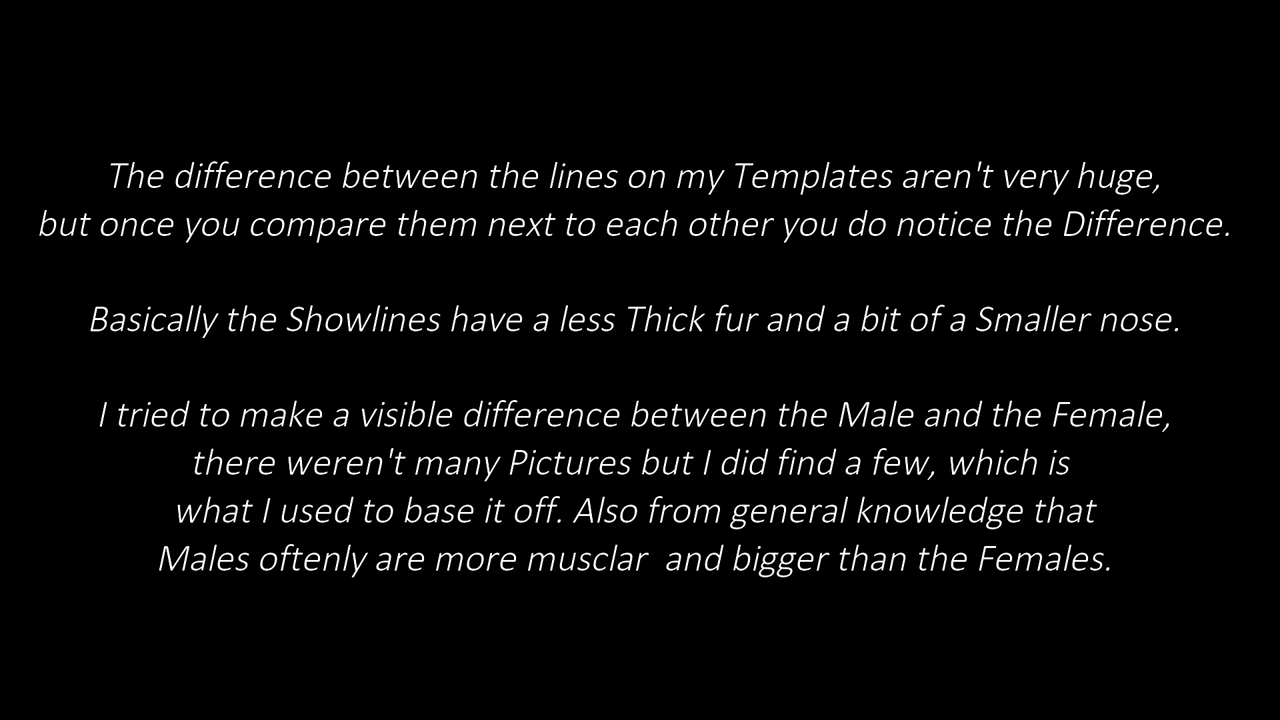 The difference between the lines on my Templates aren't very huge,
but once you compare them next to each other you do notice the Difference.
Basically the Showlines have a less Thick fur and a bit of a Smaller nose.
I tried to make a visible difference between the Male and the Female,
there weren't many Pictures but I did find a few, which is
what I used to base it off. Also from general knowledge that
Males oftenly are more musclar  and bigger than the Females.